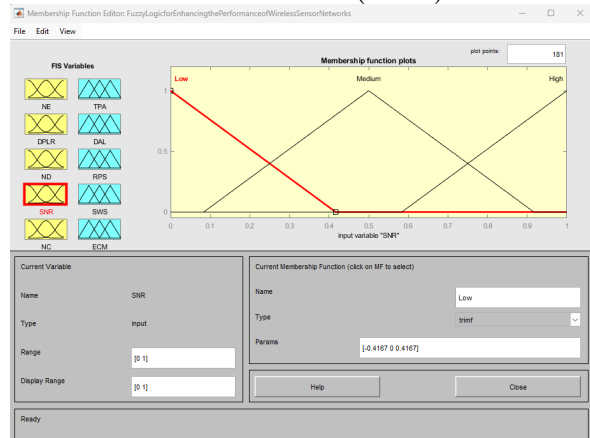 Membership Function Editor: FuzzyLogicforEnhancingthePerformanceofWirelessSensorNetworks
File Edit View
FIS Variables
Membership function plots
plot points:
181
NE TPA
DPLR DAL
ND RPS
SNR SWS
NC ECM
Low Medium High
1
0.5
0
0 0.1 0.2 0.3 0.4 0.5 0.6 0.7 0.8 0.9 1
input variable "SNR"
Current Variable
Name SNR
Type input
Range [0 1]
Display Range [0 1]
Current Membership Function (click on MF to select)
Name Low
Type trimf
Params [-0.4167 0 0.4167]
Help Close
Ready